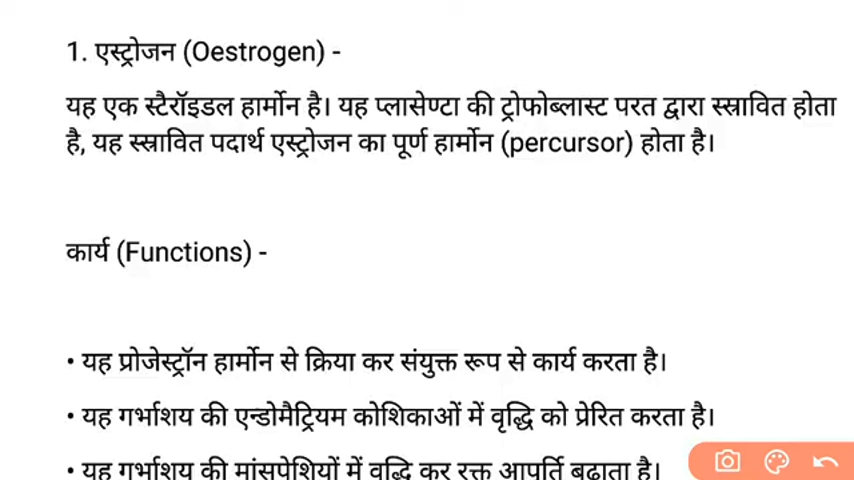 1. एस्ट्रोजन (Oestrogen) -
यह एक स्टैरॉइडल हार्मोन है। यह प्लासेण्टा की ट्रोफोब्लास्ट परत द्वारा स्स्रावित होता
है, यह स्स्रावित पदार्थ एस्ट्रोजन का पूर्ण हार्मोन (percursor) होता है।
कार्य (Functions) -
• यह प्रोजेस्ट्रॉन हार्मोन से क्रिया कर संयुक्त रूप से कार्य करता है।
• यह गर्भाशय की एन्डोमैट्रियम कोशिकाओं में वृद्धि को प्रेरित करता है।
• यह गर्भाशय की मांसपेशियों में वृद्धि कर रक्त आपूर्ति बढ़ाता है।